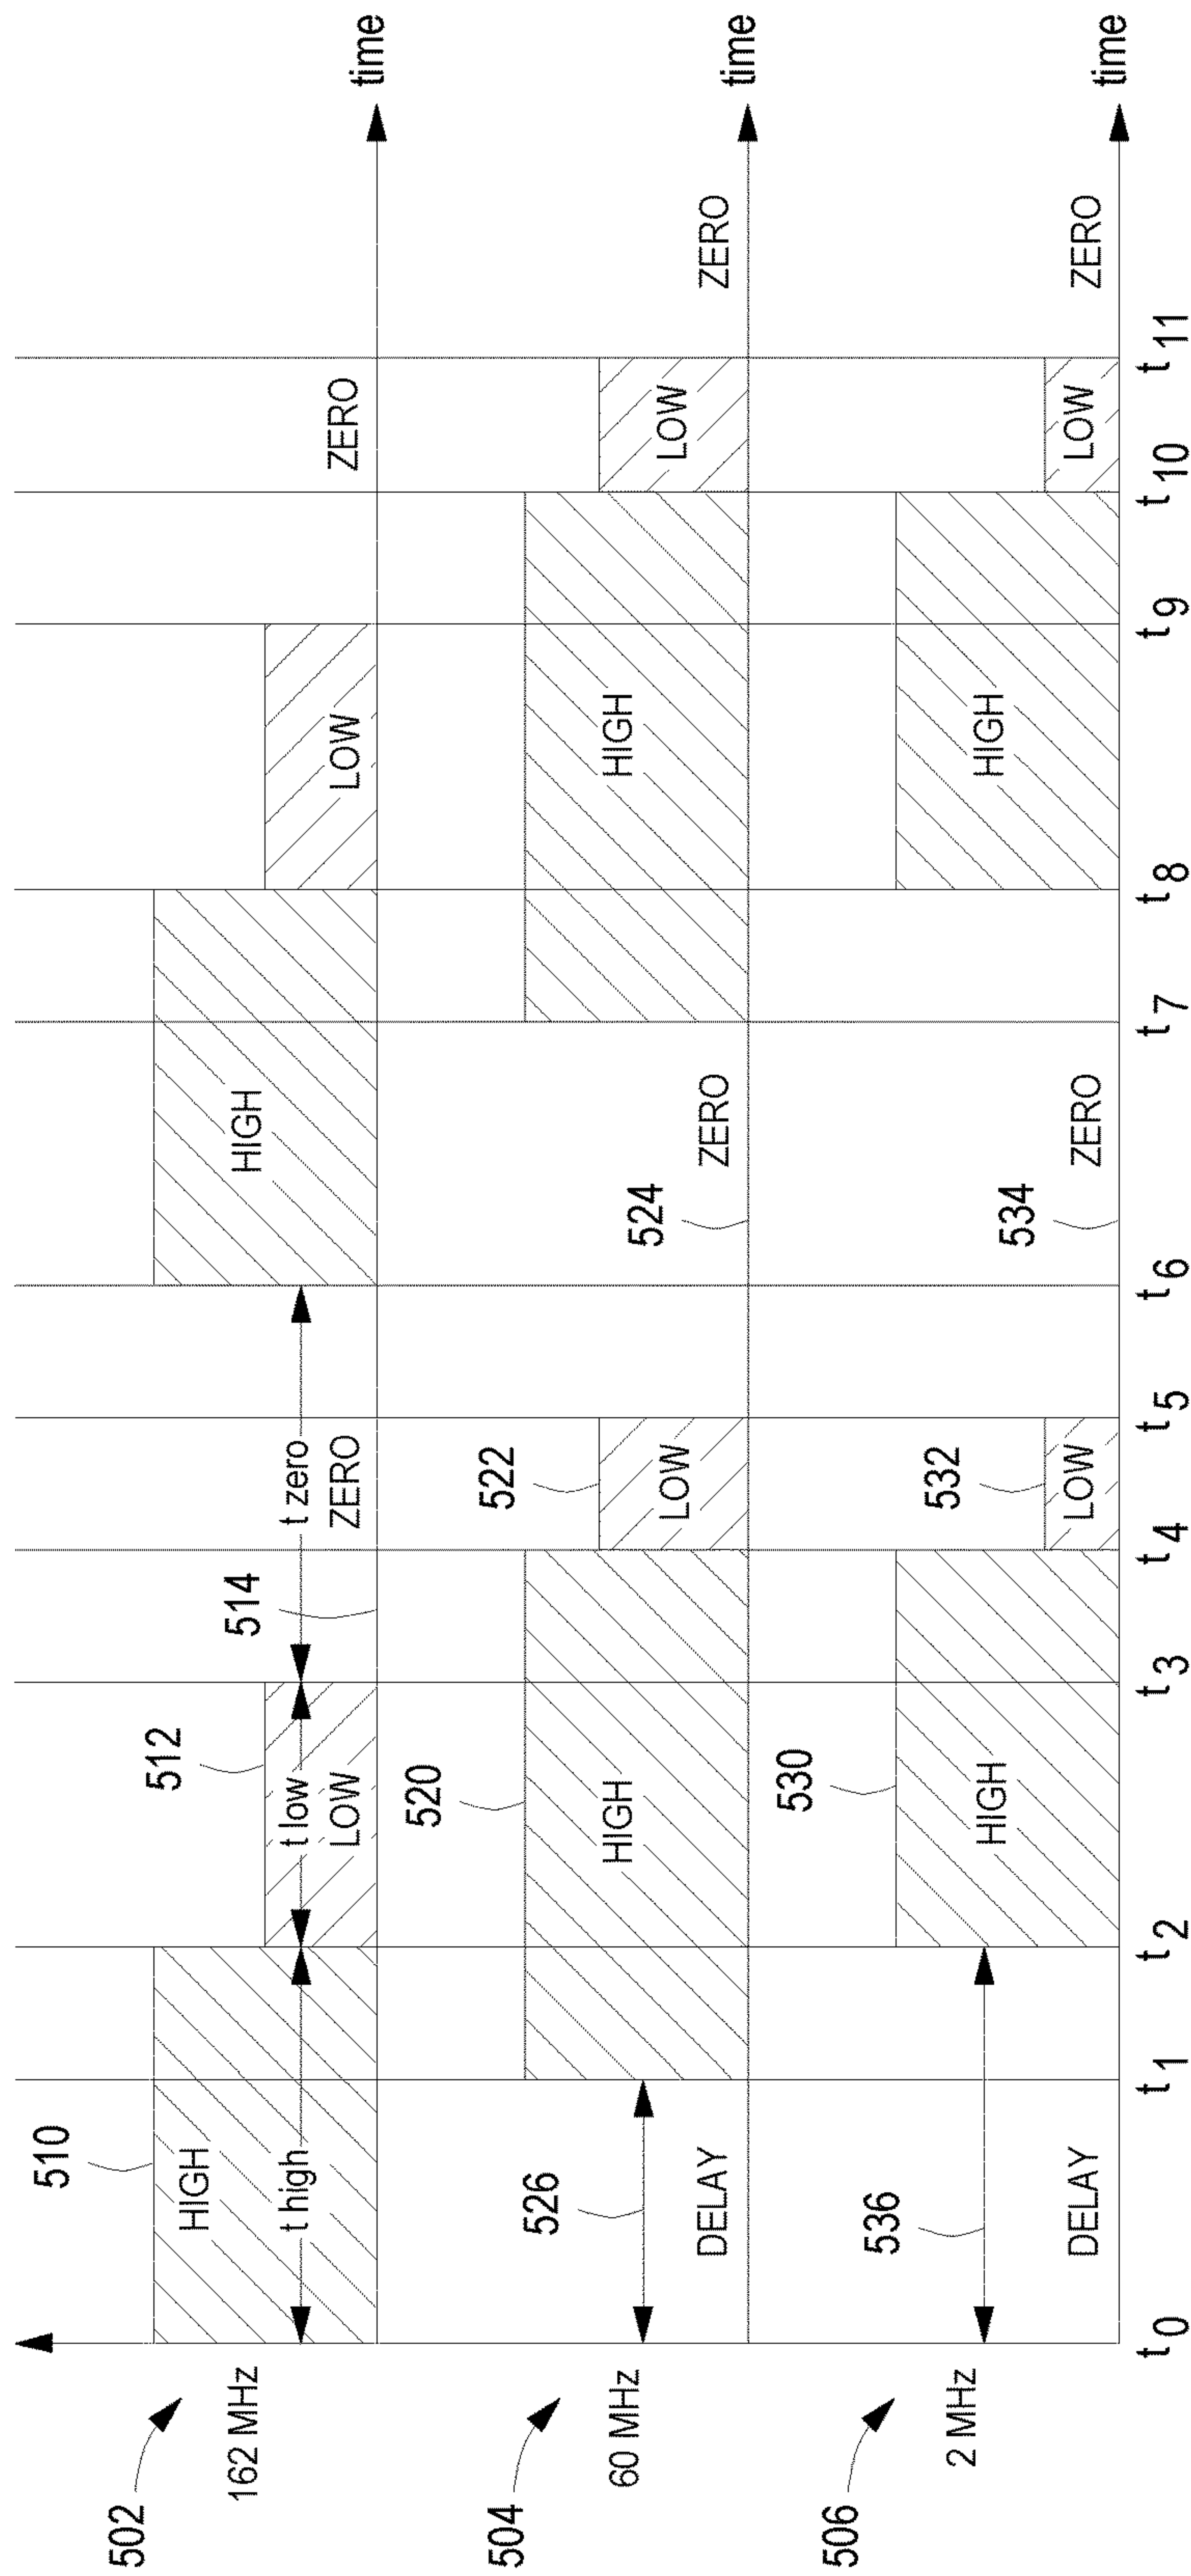 502
162 MHz
510
HIGH
t high
512
t low
LOW
514
t zero
ZERO
HIGH
LOW
ZERO
time
504
60 MHz
526
DELAY
520
HIGH
522
LOW
524
ZERO
HIGH
LOW
ZERO
time
506
2 MHz
536
DELAY
530
HIGH
532
LOW
534
ZERO
HIGH
LOW
ZERO
time
t0 t1 t2 t3 t4 t5 t6 t7 t8 t9 t10 t11